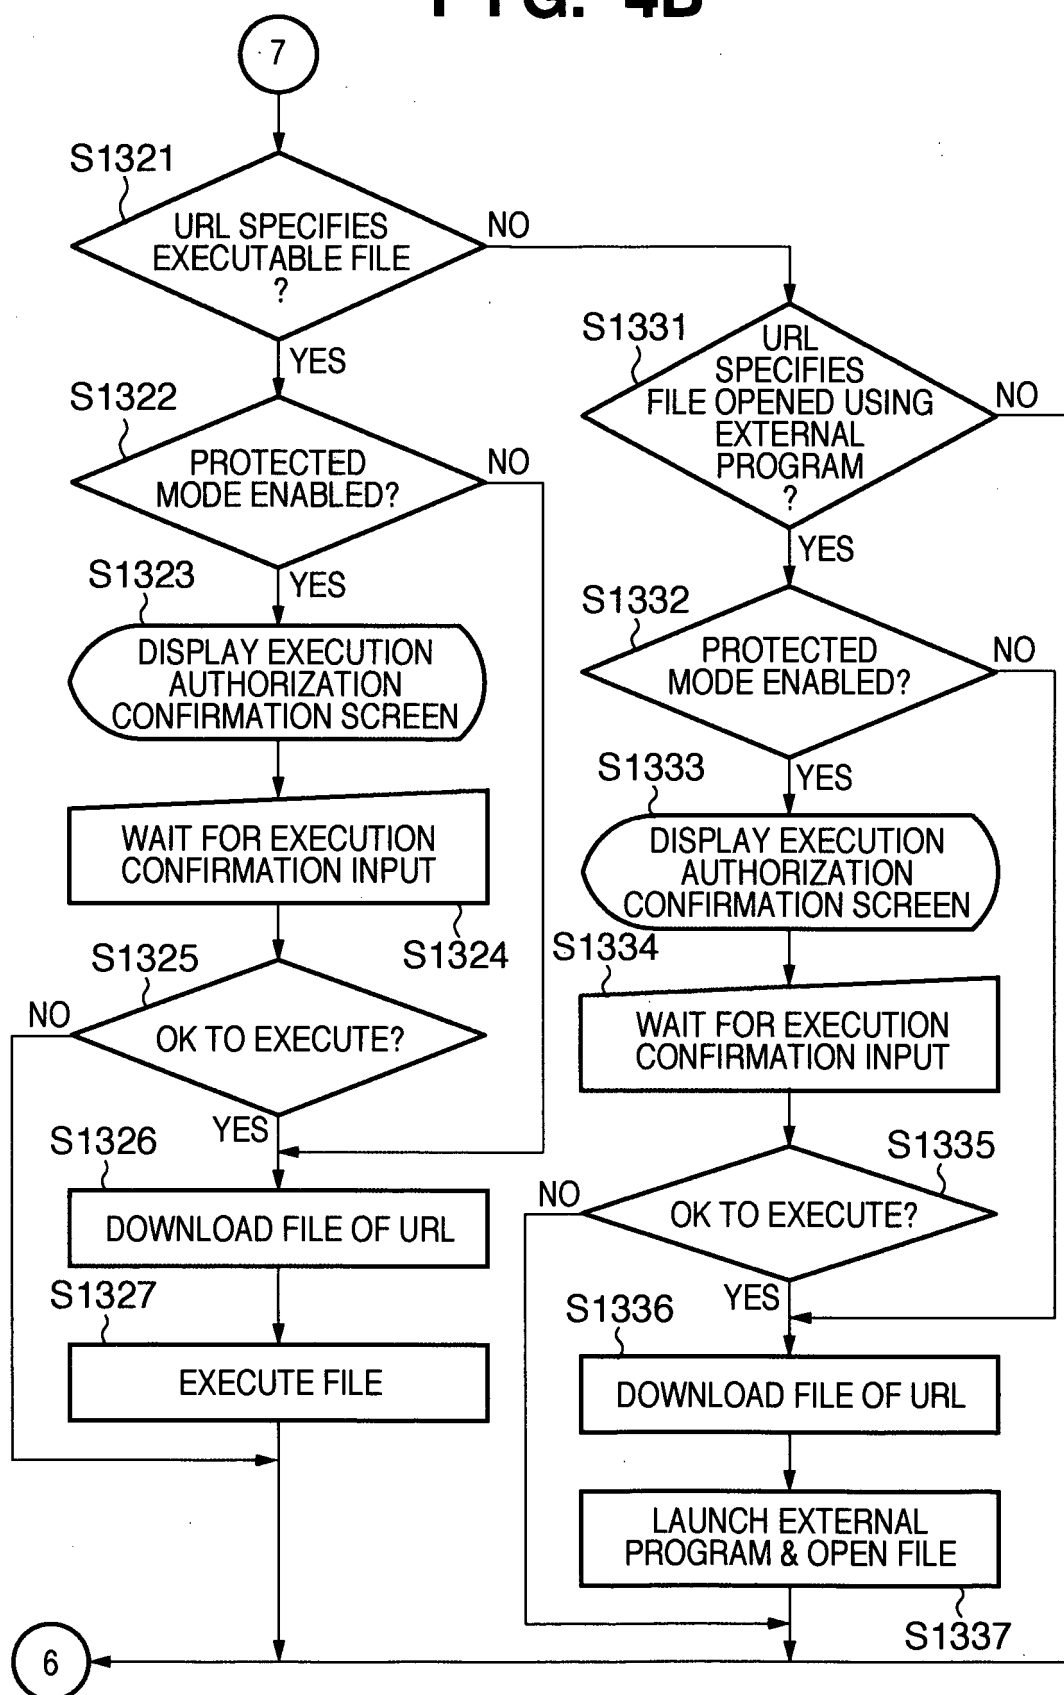 FIG. 4B
7
S1321
URL SPECIFIES
EXECUTABLE FILE
?
NO
YES
S1322
PROTECTED
MODE ENABLED?
NO
YES
S1323
DISPLAY EXECUTION
AUTHORIZATION
CONFIRMATION SCREEN
WAIT FOR EXECUTION
CONFIRMATION INPUT
S1324
S1325
NO
OK TO EXECUTE?
YES
S1326
DOWNLOAD FILE OF URL
S1327
EXECUTE FILE
S1331
URL
SPECIFIES
FILE OPENED USING
EXTERNAL
PROGRAM
?
NO
YES
S1332
PROTECTED
MODE ENABLED?
NO
YES
S1333
DISPLAY EXECUTION
AUTHORIZATION
CONFIRMATION SCREEN
S1334
WAIT FOR EXECUTION
CONFIRMATION INPUT
S1335
NO
OK TO EXECUTE?
YES
S1336
DOWNLOAD FILE OF URL
LAUNCH EXTERNAL
PROGRAM & OPEN FILE
S1337
6